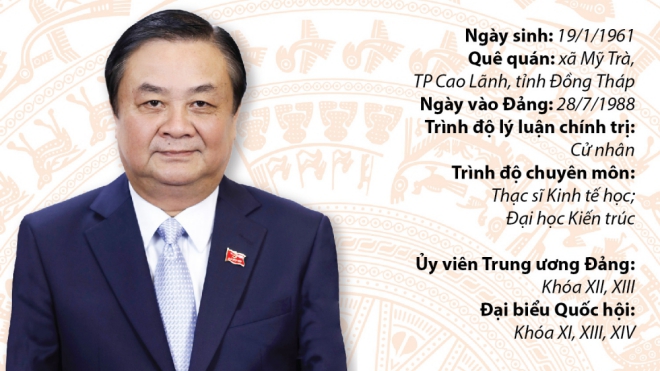 Ngày sinh: 19/1/1961
Quê quán: xã Mỹ Trà,
TP Cao Lãnh, tỉnh Đồng Tháp
Ngày vào Đảng: 28/7/1988
Trình độ lý luận chính trị:
Cử nhân
Trình độ chuyên môn:
Thạc sĩ Kinh tế học;
Đại học Kiến trúc
Ủy viên Trung ương Đảng:
Khóa XII, XIII
Đại biểu Quốc hội:
Khóa XI, XIII, XIV